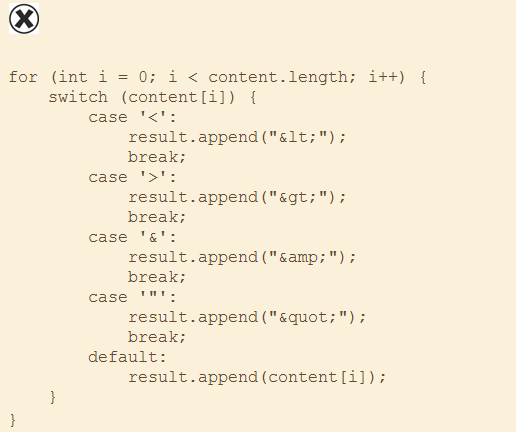 for (int i = 0; i < content.length; i++) {
    switch (content[i]) {
        case '<':
            result.append("&lt;");
            break;
        case '>':
            result.append("&gt;");
            break;
        case '&':
            result.append("&amp;");
            break;
        case '"':
            result.append("&quot;");
            break;
        default:
            result.append(content[i]);
    }
}